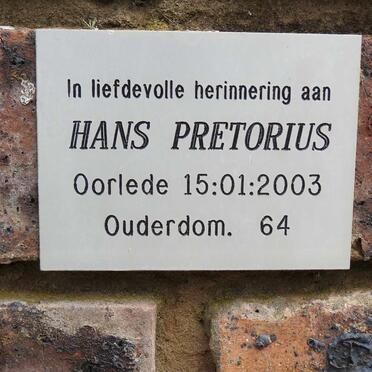 In liefdevolle herinnering aan
HANS PRETORIUS
Oorlede 15:01:2003
Ouderdom. 64